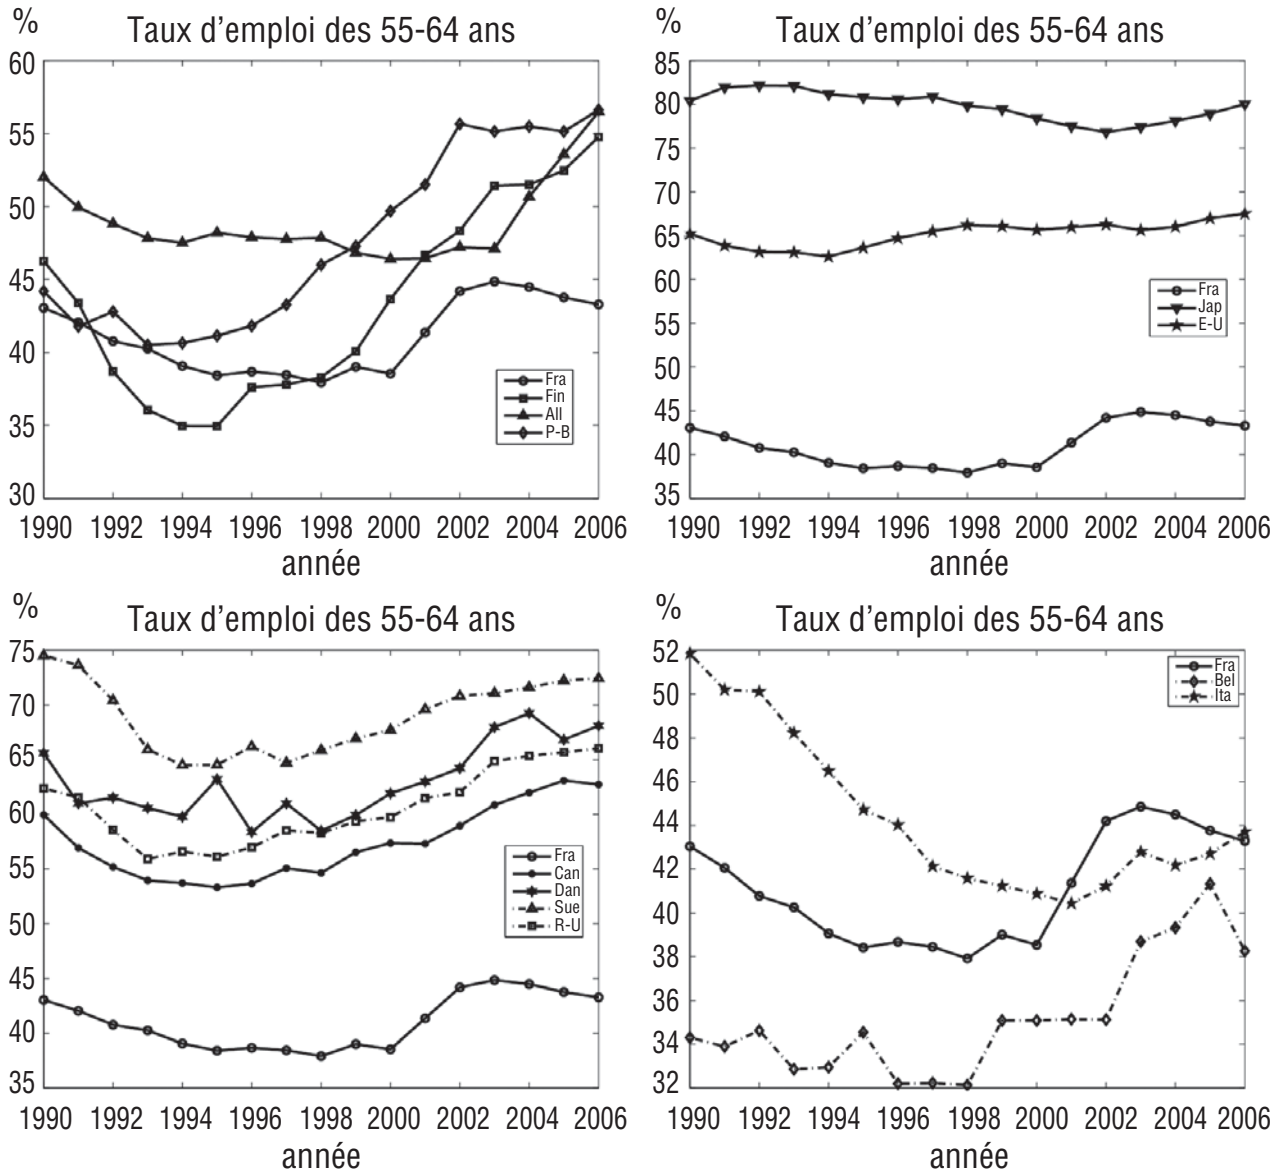 %
Taux d'emploi des 55-64 ans
60
55
50
45
40
35
30
1990 1992 1994 1996 1998 2000 2002 2004 2006
année
Fra
Fin
All
P-B
%
Taux d'emploi des 55-64 ans
85
80
75
70
65
60
55
50
45
40
35
1990 1992 1994 1996 1998 2000 2002 2004 2006
année
Fra
Jap
E-U
%
Taux d'emploi des 55-64 ans
75
70
65
60
55
50
45
40
35
1990 1992 1994 1996 1998 2000 2002 2004 2006
année
Fra
Can
Dan
Sue
R-U
%
Taux d'emploi des 55-64 ans
52
50
48
46
44
42
40
38
36
34
32
1990 1992 1994 1996 1998 2000 2002 2004 2006
année
Fra
Bel
Ita